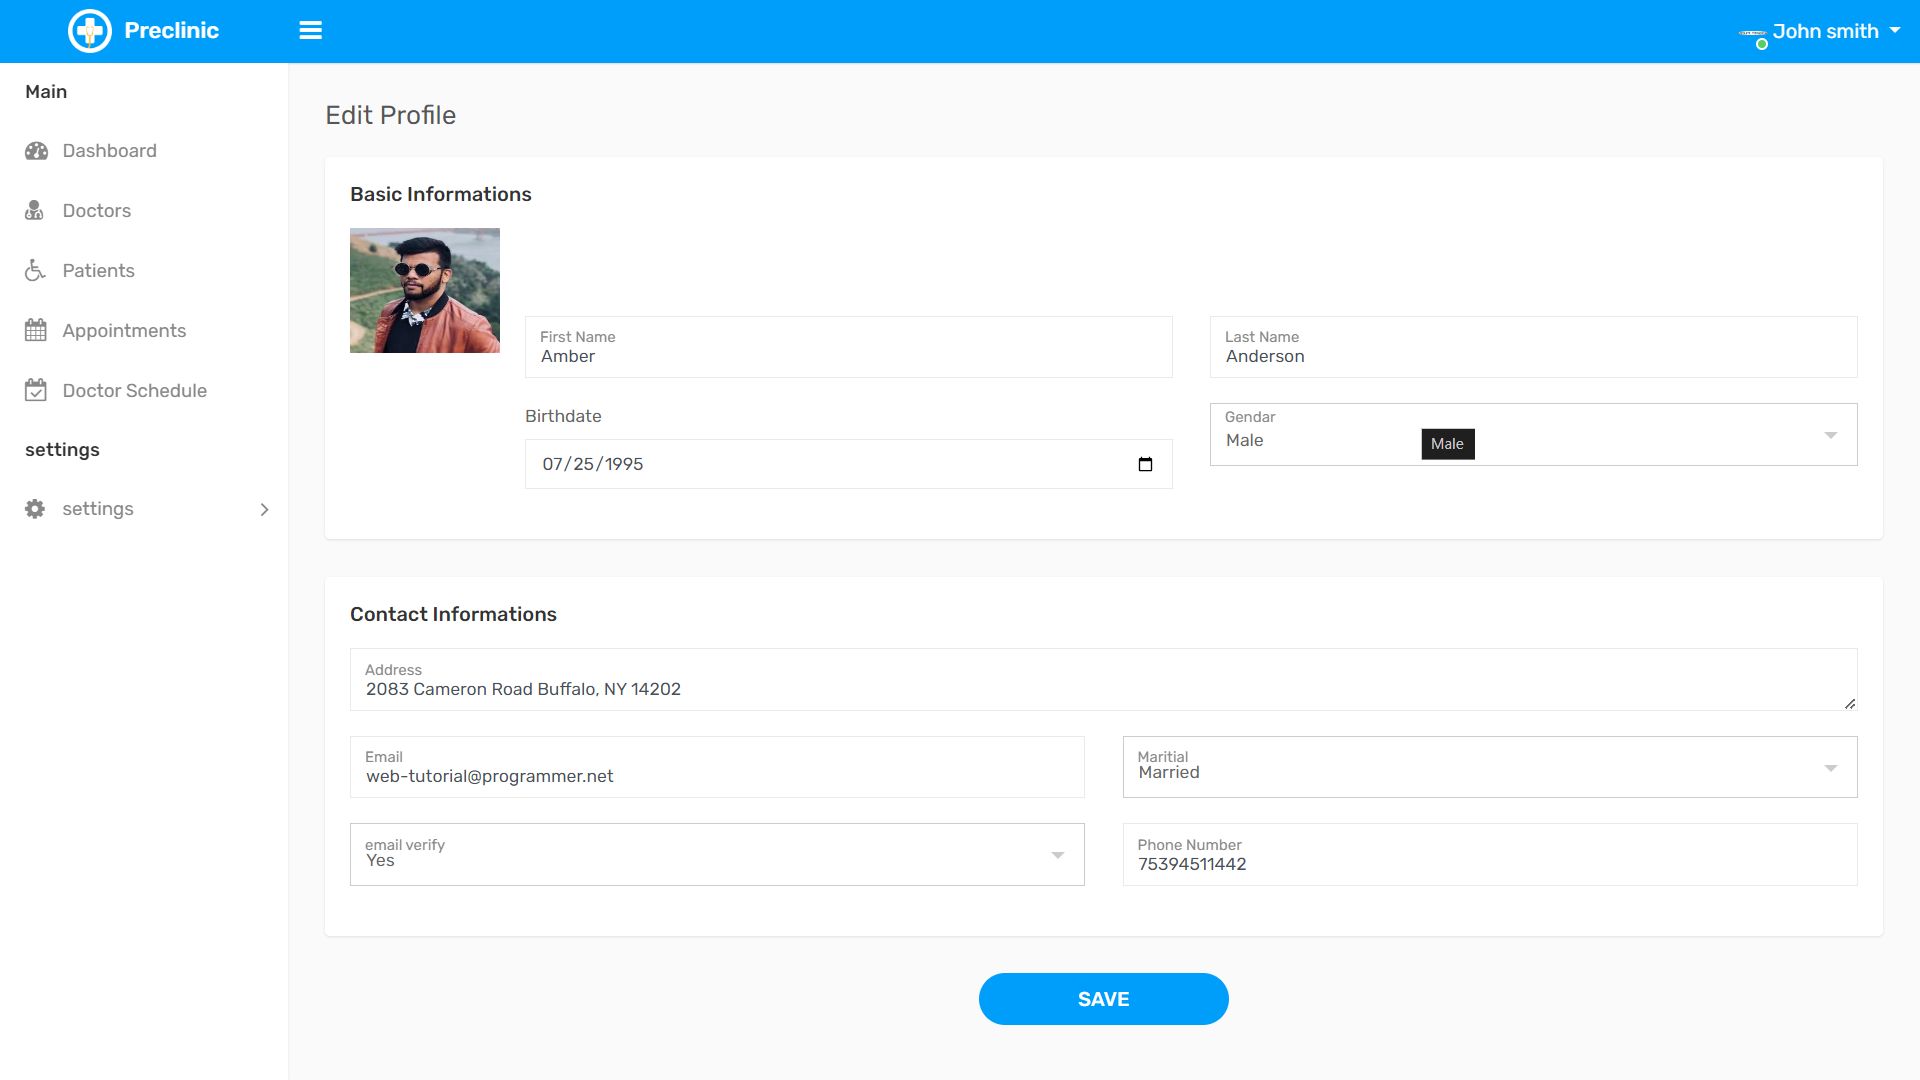 Preclinic
John smith
Main
Dashboard
Doctors
Patients
Appointments
Doctor Schedule
settings
settings
Edit Profile
Basic Informations
First Name
Amber
Last Name
Anderson
Birthdate
07/25/1995
Gendar
Male
Male
Contact Informations
Address
2083 Cameron Road Buffalo, NY 14202
Email
web-tutorial@programmer.net
Maritial
Married
email verify
Yes
Phone Number
75394511442
SAVE